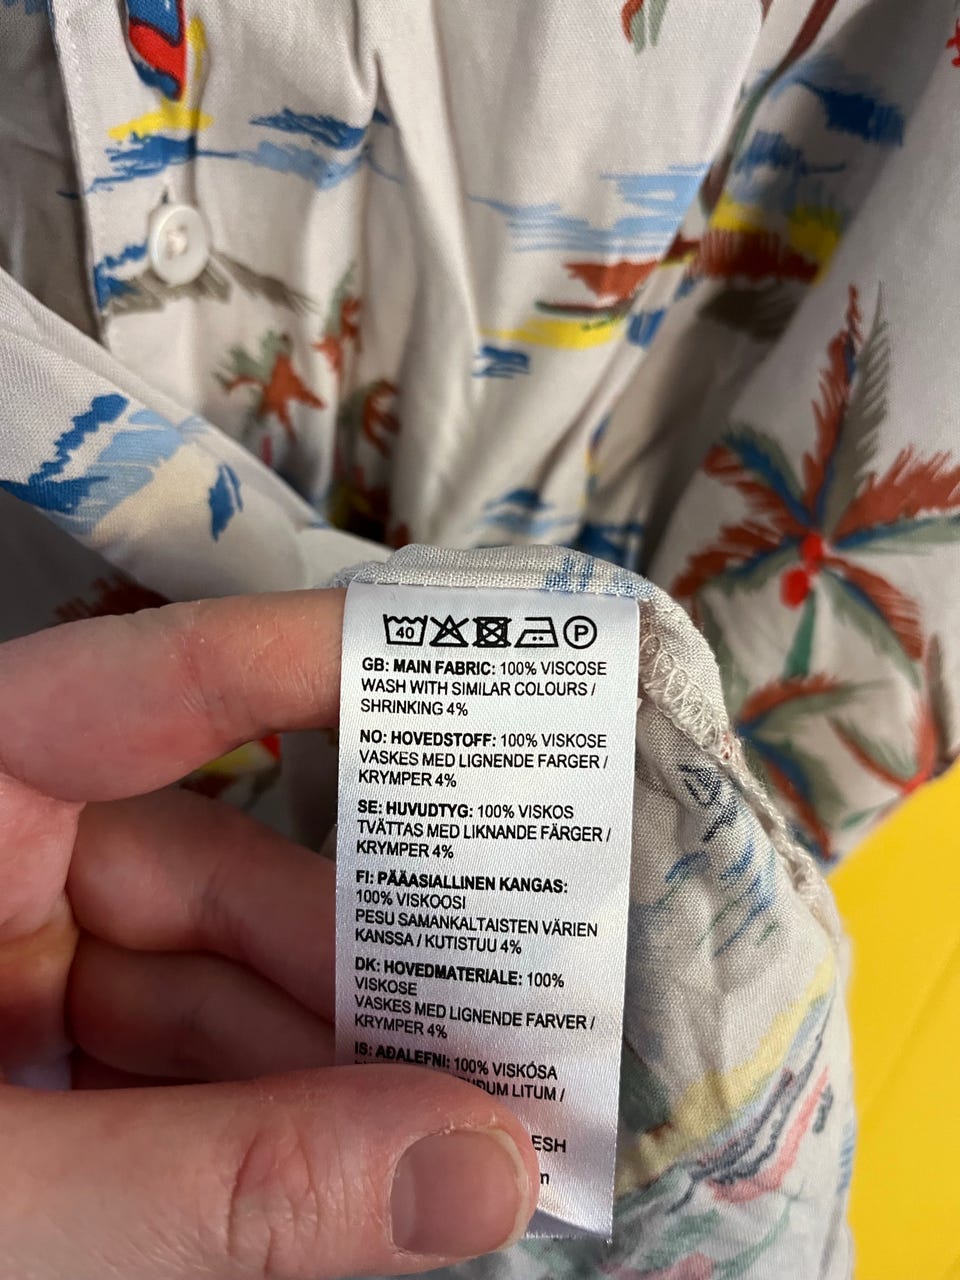 40 P
GB: MAIN FABRIC: 100% VISCOSE
WASH WITH SIMILAR COLOURS /
SHRINKING 4%
NO: HOVEDSTOFF: 100% VISKOSE
VASKES MED LIGNENDE FARGER /
KRYMPER 4%
SE: HUVUDTYG: 100% VISKOS
TVÄTTAS MED LIKNANDE FÄRGER /
KRYMPER 4%
FI: PÄÄASIALLINEN KANGAS:
100% VISKOOSI
PESU SAMANKALTAISTEN VÄRIEN
KANSSA / KUTISTUU 4%
DK: HOVEDMATERIALE: 100%
VISKOSE
VASKES MED LIGNENDE FARVER /
KRYMPER 4%
IS: AÐALEFNI: 100% VISKÓSA
LITUM /